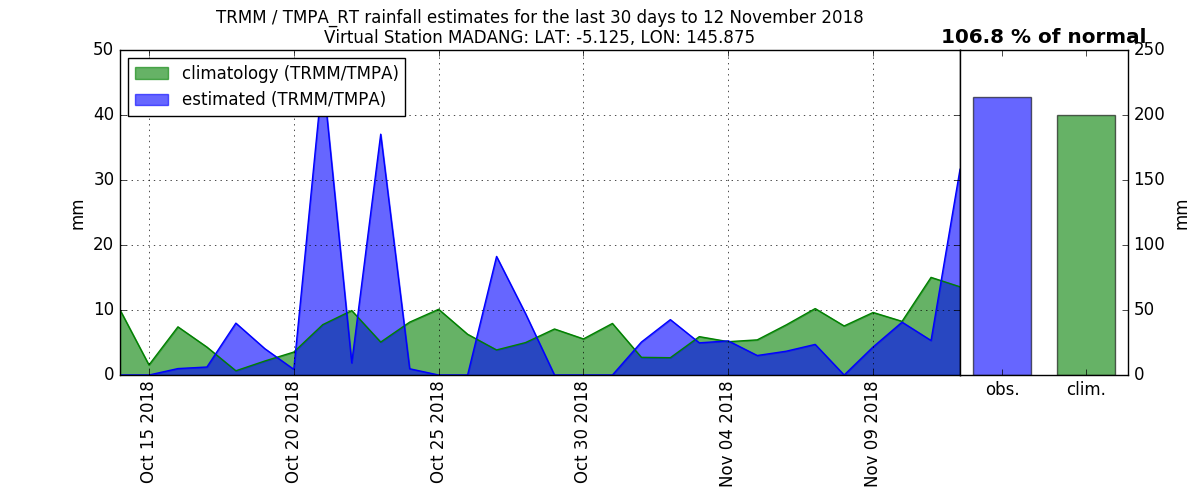 TRMM / TMPA_RT rainfall estimates for the last 30 days to 12 November 2018
Virtual Station MADANG: LAT: -5.125, LON: 145.875
106.8 % of normal
climatology (TRMM/TMPA)
estimated (TRMM/TMPA)
50
40
30
20
10
0
mm
Oct 15 2018
Oct 20 2018
Oct 25 2018
Oct 30 2018
Nov 04 2018
Nov 09 2018
obs.
clim.
250
200
150
100
50
0
mm